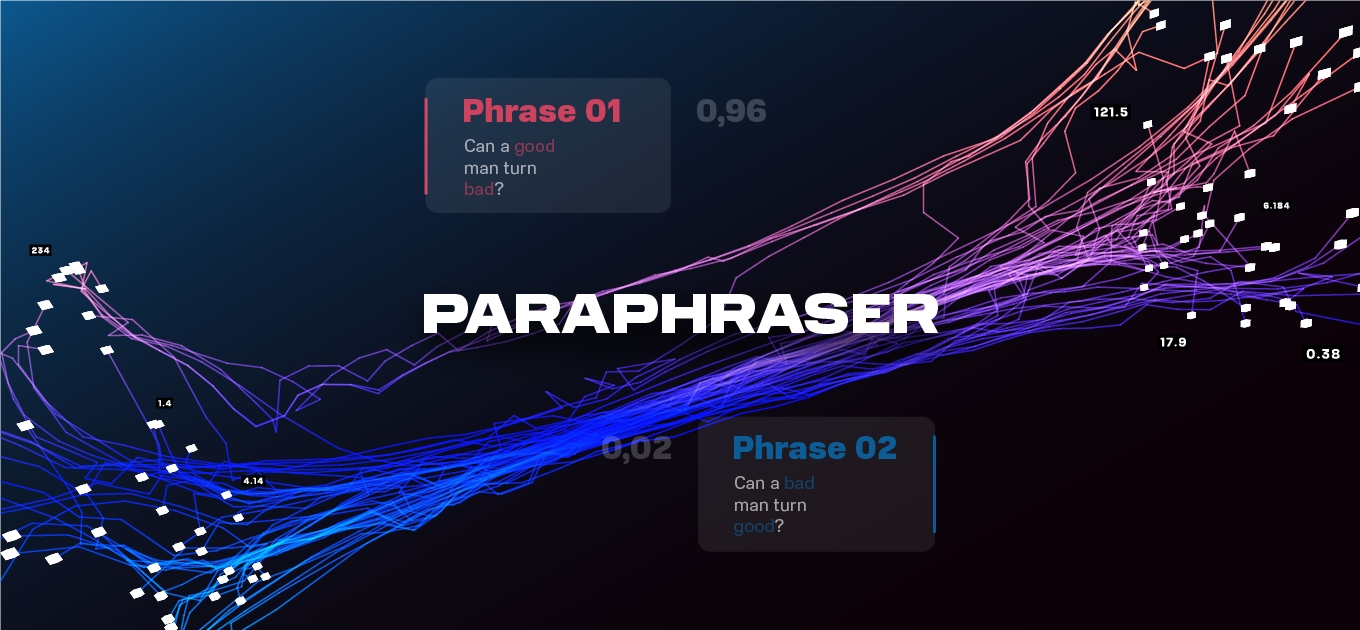 Phrase 01
0,96
Can a good
man turn
bad?
121.5
6.184
234
PARAPHRASER
17.9
0.38
1.4
0,02
Phrase 02
4.14
Can a bad
man turn
good?